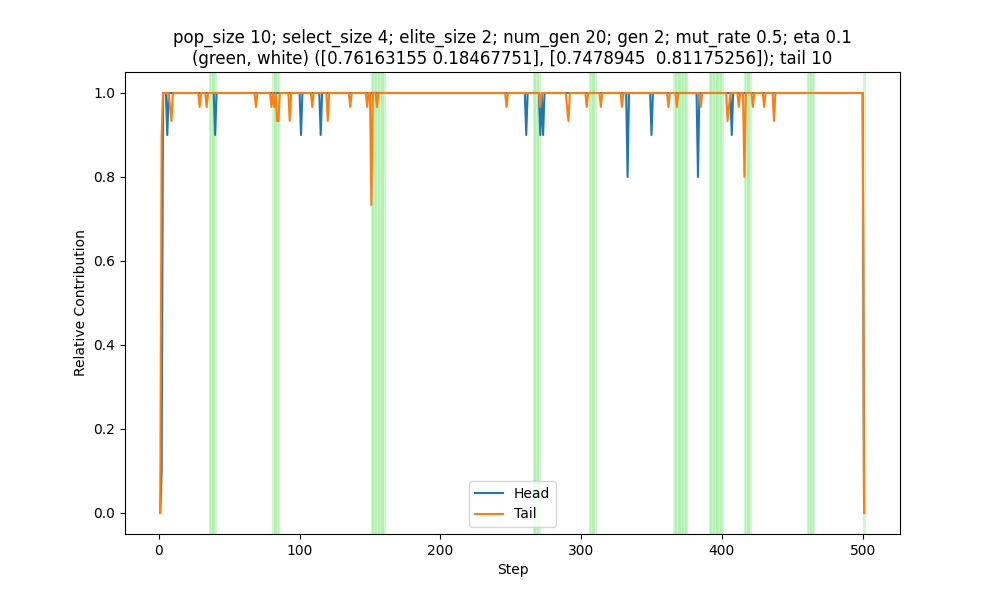 pop_size 10; select_size 4; elite_size 2; num_gen 20; gen 2; mut_rate 0.5; eta 0.1
(green, white) ([0.76163155 0.18467751], [0.7478945  0.81175256]); tail 10
1.0
0.8
0.6
0.4
0.2
0.0
Relative Contribution
Head
Tail
0 100 200 300 400 500
Step